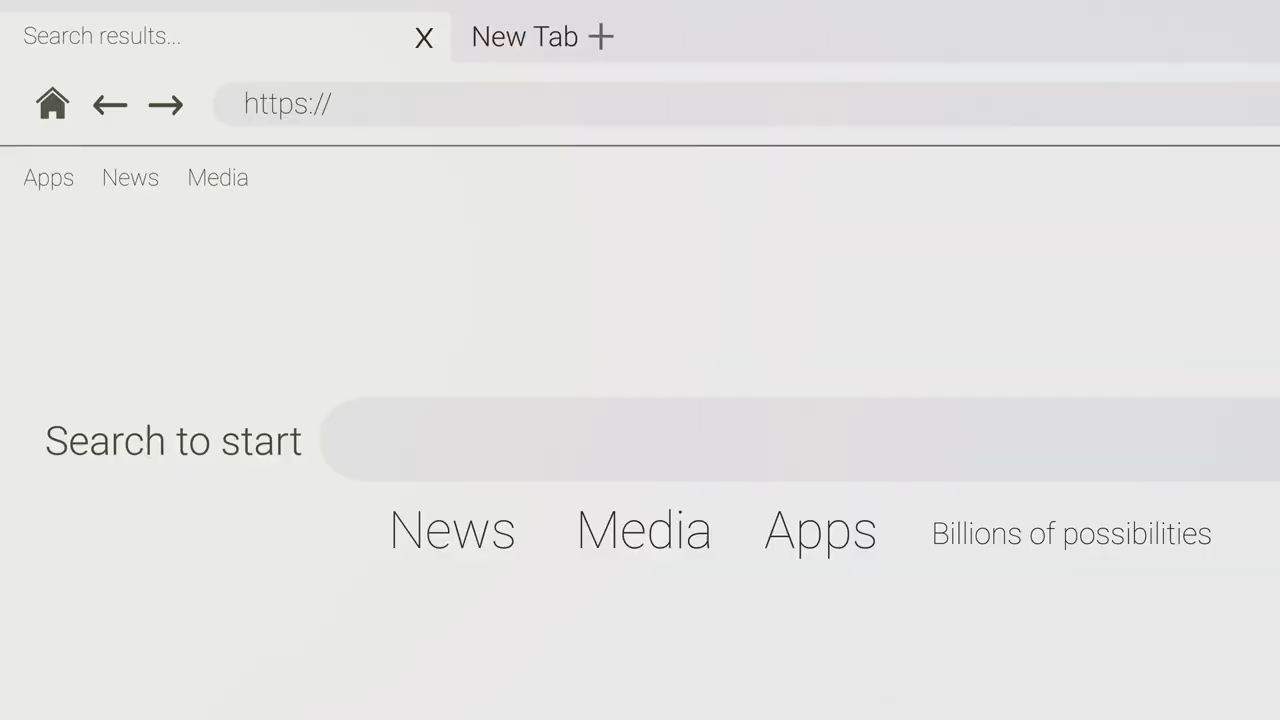 Search results... X New Tab +
https://
Apps News Media
Search to start
News Media Apps Billions of possibilities